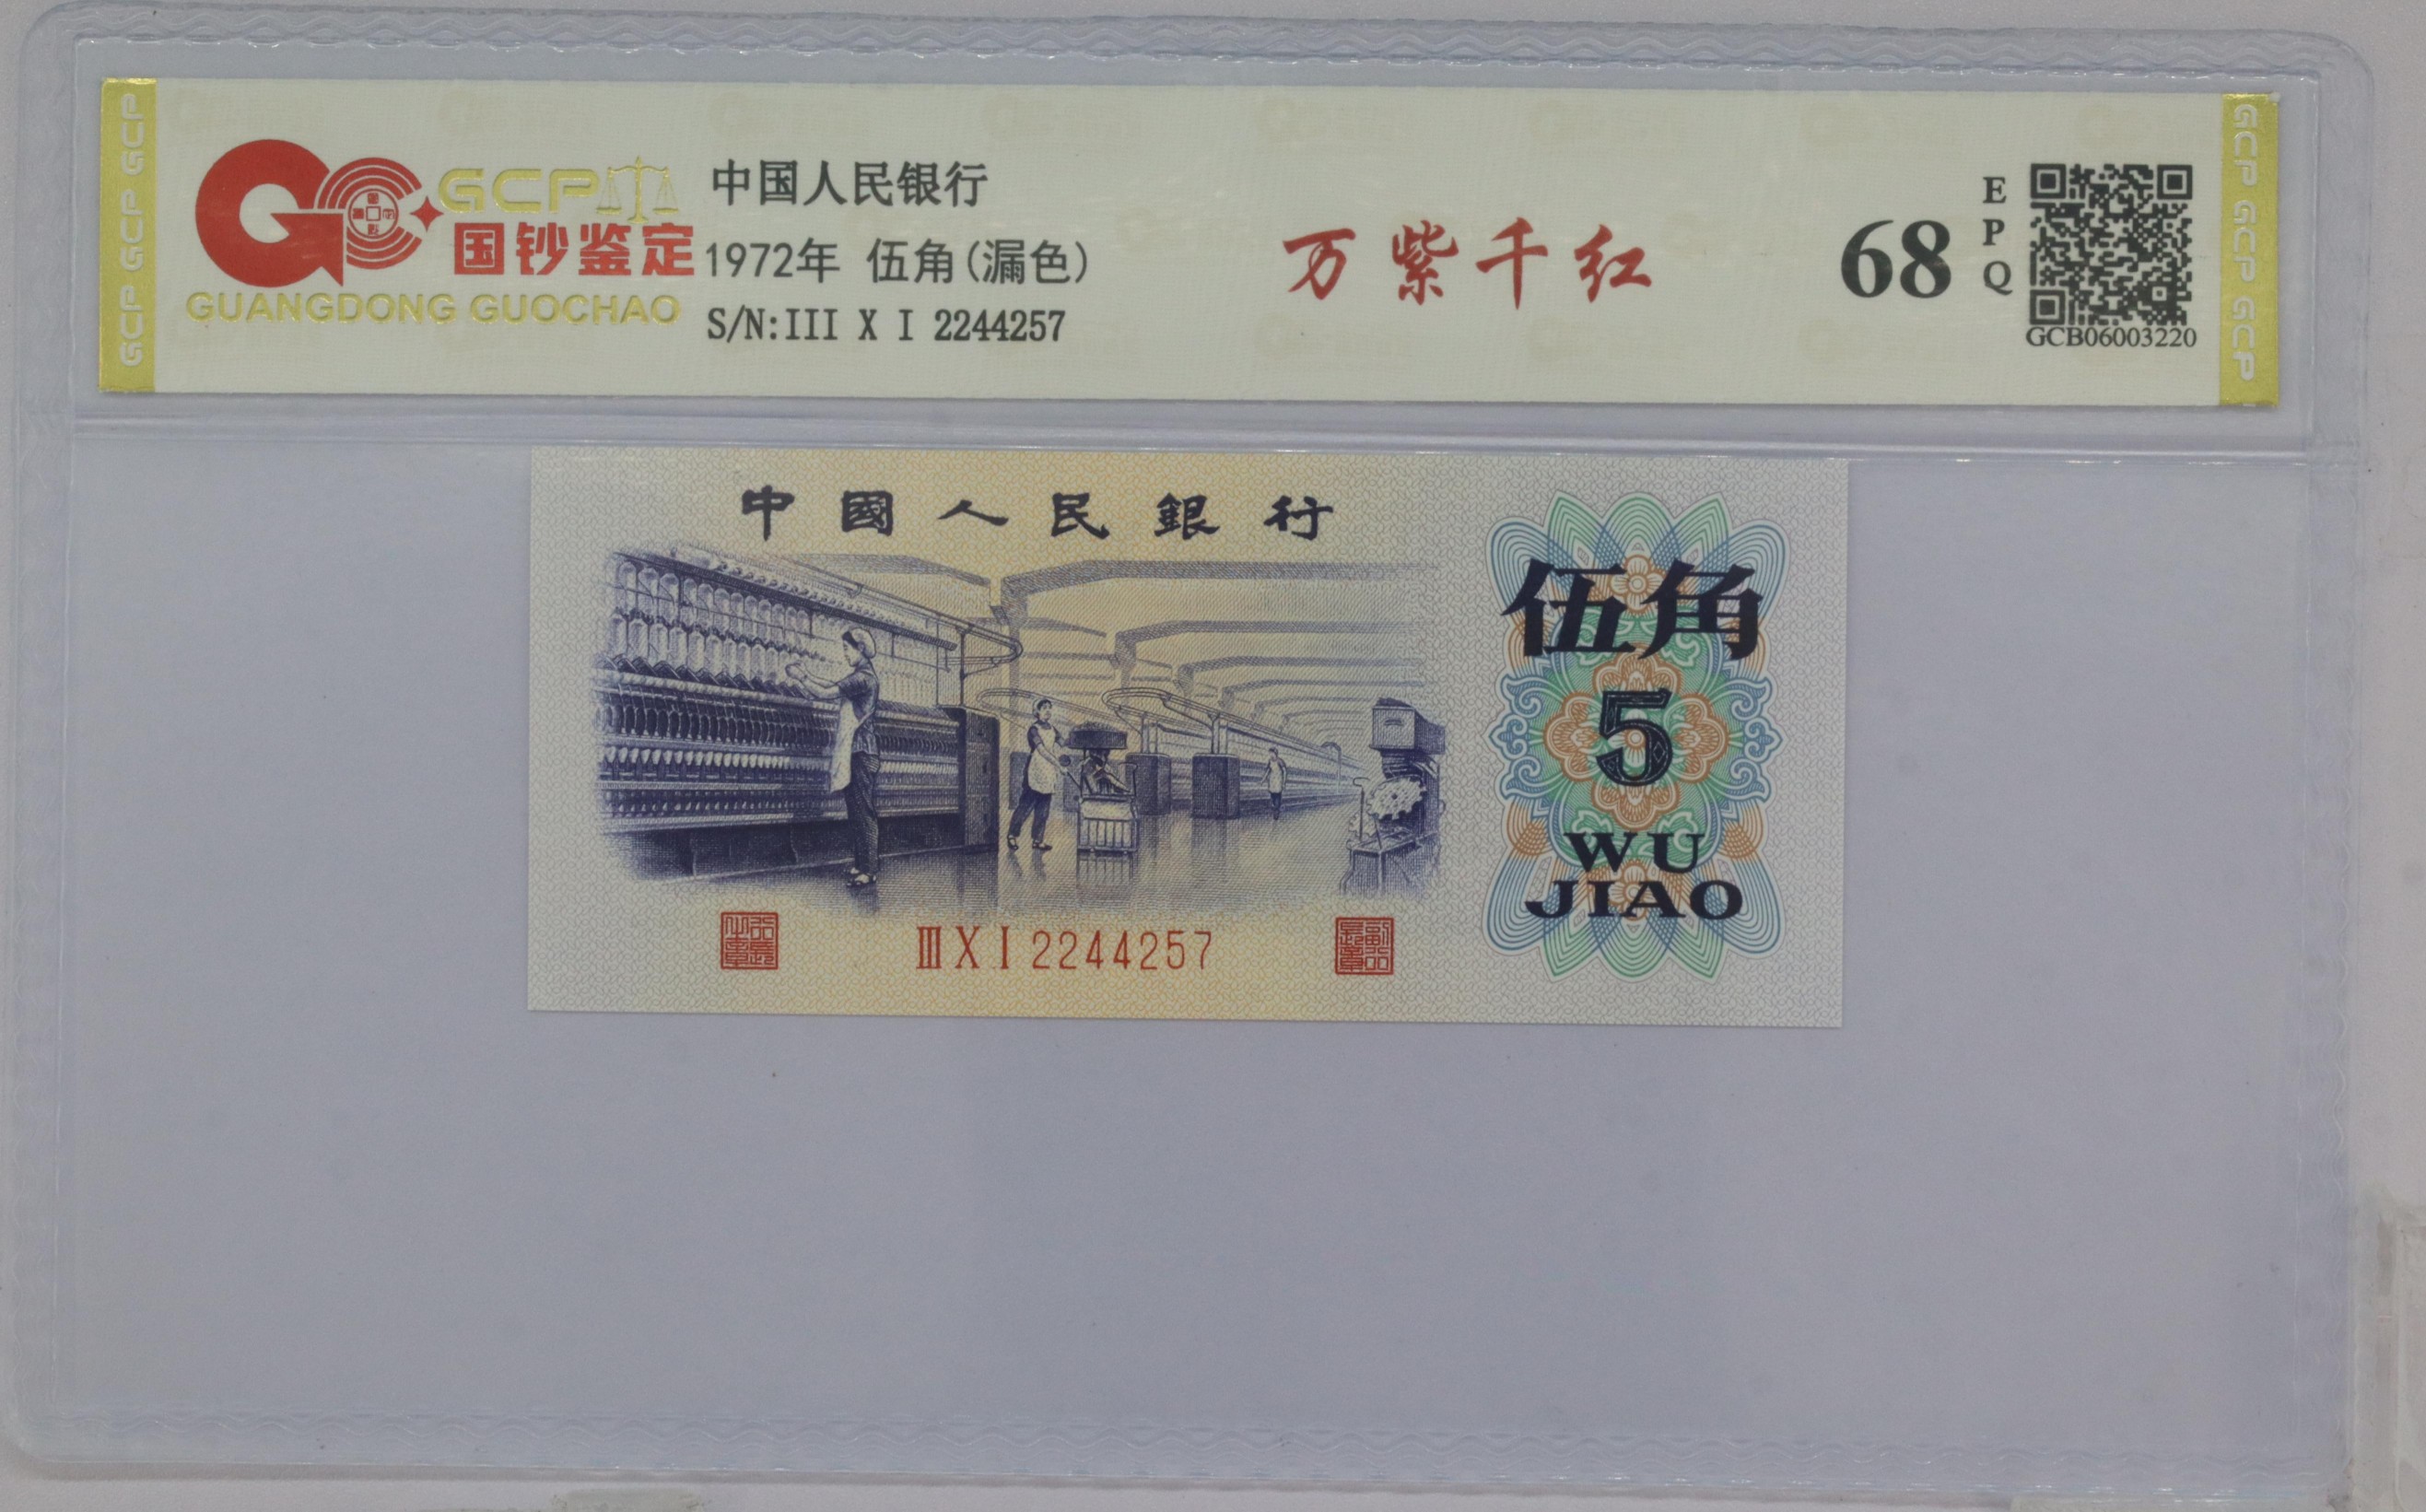 GCP GCP GCP
GCP
国钞鉴定
GUANGDONG GUOCHAO
中国人民银行
1972年 伍角(漏色)
S/N:III X I 2244257
万紫千红
68
EPQ
GCB06003220
GCP GCP GCP
中國人民銀行
伍角
5
WU
JIAO
ⅢⅩⅠ2244257